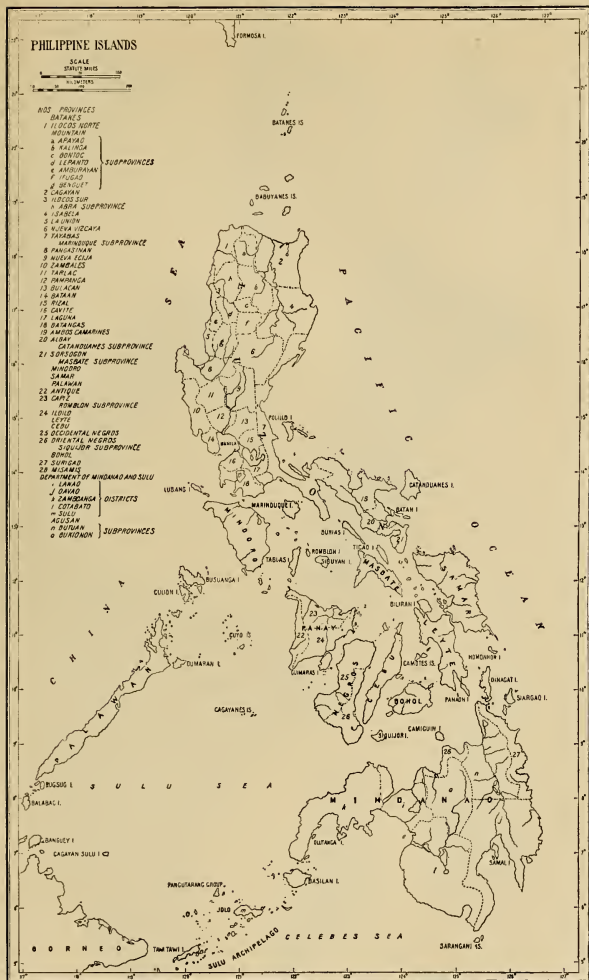 FORMOSA I.
PHILIPPINE ISLANDS
SCALE
STATUTE MILES
KILOMETERS
NOS PROVINCES
BATANES
1 ILOCOS NORTE
MOUNTAIN
a APAYAO
b KALINGA
c BONTOC
d LEPANTO
e AMBURAYAN
f IFUGAO
g BENGUET
SUBPROVINCES
2 CAGAYAN
3 ILOCOS SUR
h ABRA SUBPROVINCE
4 ISABELA
5 LA UNION
6 NUEVA VIZCAYA
7 TAYABAS
MARINDUQUE SUBPROVINCE
8 PANGASINAN
9 NUEVA ECIJA
10 ZAMBALES
11 TARLAC
12 PAMPANGA
13 BULACAN
14 BATAAN
15 RIZAL
16 CAVITE
17 LAGUNA
18 BATANGAS
19 AMBOS CAMARINES
20 ALBAY
CATANDUANES SUBPROVINCE
21 SORSOGON
MASBATE SUBPROVINCE
MINDORO
SAMAR
PALAWAN
22 ANTIQUE
23 CAPIZ
ROMBLON SUBPROVINCE
24 ILOILO
LEYTE
CEBU
25 OCCIDENTAL NEGROS
26 ORIENTAL NEGROS
SIQUIJOR SUBPROVINCE
BOHOL
27 SURIGAO
28 MISAMIS
DEPARTMENT OF MINDANAO AND SULU
i LANAO
j DAVAO
k ZAMBOANGA
l COTABATO
m SULU
DISTRICTS
AGUSAN
n BUTUAN
o BUKIDNON
SUBPROVINCES
BATANES IS.
BABUYANES IS.
CHINA SEA
PACIFIC OCEAN
LUZON
POLILLO I
MANILA
LUBANG I
MARINDUQUE I.
CATANDUANES I.
BATAN I
BURIAS I
TICAO I
MINDORO
ROMBLON I
SIBUYAN I.
TABLAS I
MASBATE
BUSUANGA I.
CULION I.
SAMAR
BILIRAN I
PANAY
CUYO IS
LEYTE
DUMARAN I.
GUIMARAS I
CAMOTES IS.
HOMONHON I
NEGROS
CEBU
BOHOL
DINAGAT I
PANAON I
SIARGAO I.
PALAWAN
CAGAYANES IS.
CAMIGUIN I
SIQUIJOR I.
BUGSUG I.
SULU SEA
BALABAC I.
MINDANAO
BANGUEY I
CAGAYAN SULU I
OLUTANGA I.
SAMAL I
PANGUTARANG GROUP
BASILAN I.
JOLO
BORNEO
TAWI TAWI I.
SULU ARCHIPELAGO
CELEBES SEA
SARANGANI IS.